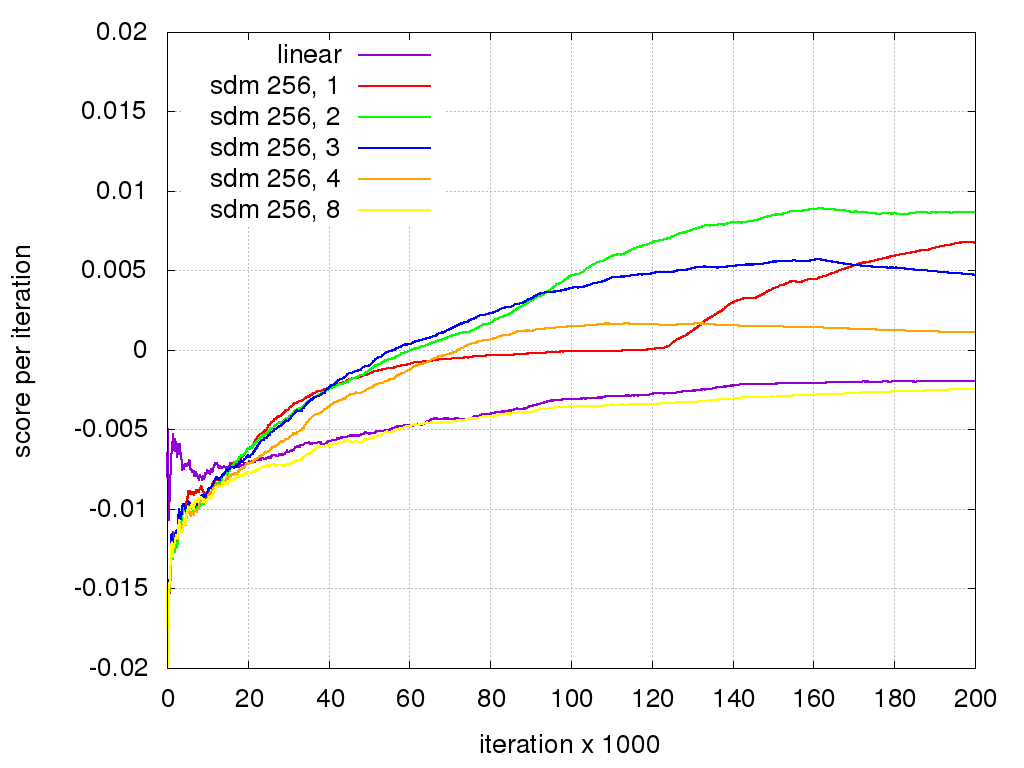 0.02
0.015
0.01
0.005
0
-0.005
-0.01
-0.015
-0.02
score per iteration
linear
sdm 256, 1
sdm 256, 2
sdm 256, 3
sdm 256, 4
sdm 256, 8
0 20 40 60 80 100 120 140 160 180 200
iteration x 1000